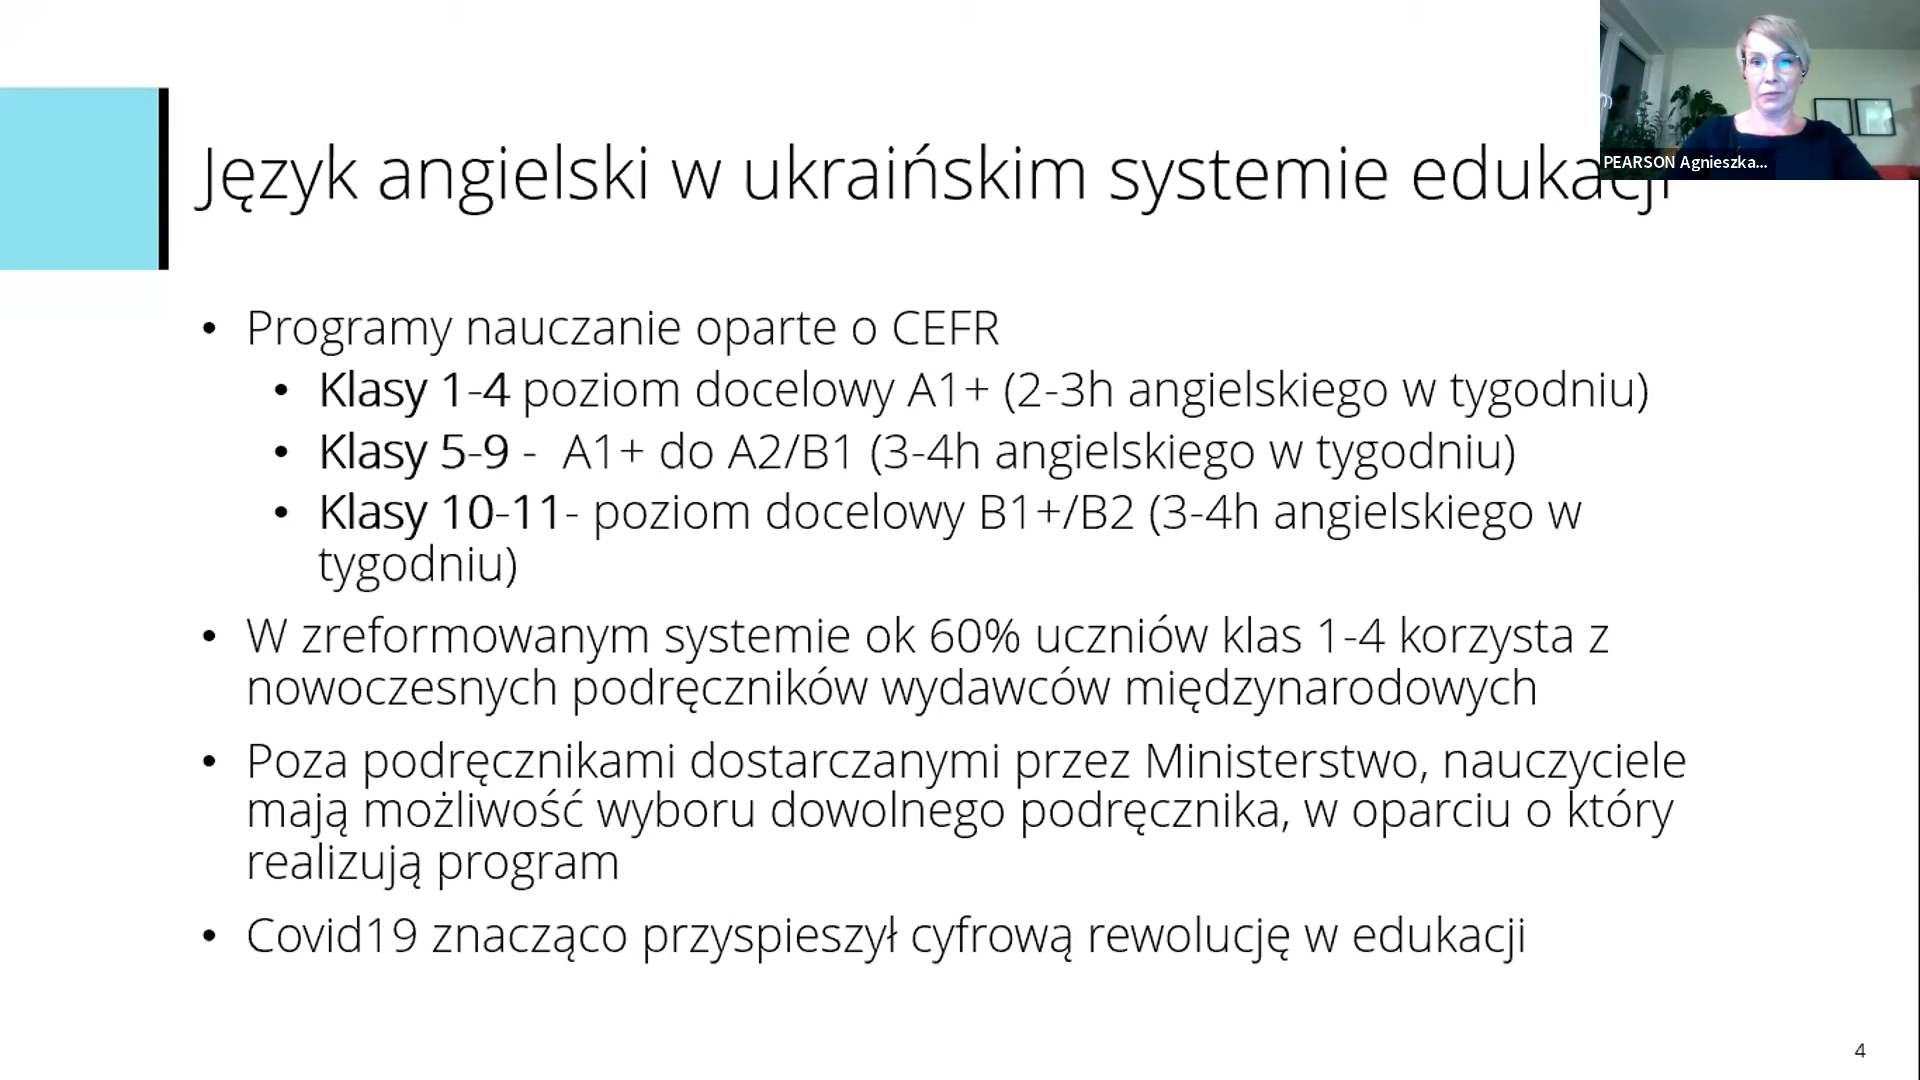 Język angielski w ukraińskim systemie edukacji
PEARSON Agnieszka...
• Programy nauczanie oparte o CEFR
• Klasy 1-4 poziom docelowy A1+ (2-3h angielskiego w tygodniu)
• Klasy 5-9 - A1+ do A2/B1 (3-4h angielskiego w tygodniu)
• Klasy 10-11- poziom docelowy B1+/B2 (3-4h angielskiego w
tygodniu)
• W zreformowanym systemie ok 60% uczniów klas 1-4 korzysta z
nowoczesnych podręczników wydawców międzynarodowych
• Poza podręcznikami dostarczanymi przez Ministerstwo, nauczyciele
mają możliwość wyboru dowolnego podręcznika, w oparciu o który
realizują program
• Covid19 znacząco przyspieszył cyfrową rewolucję w edukacji
4